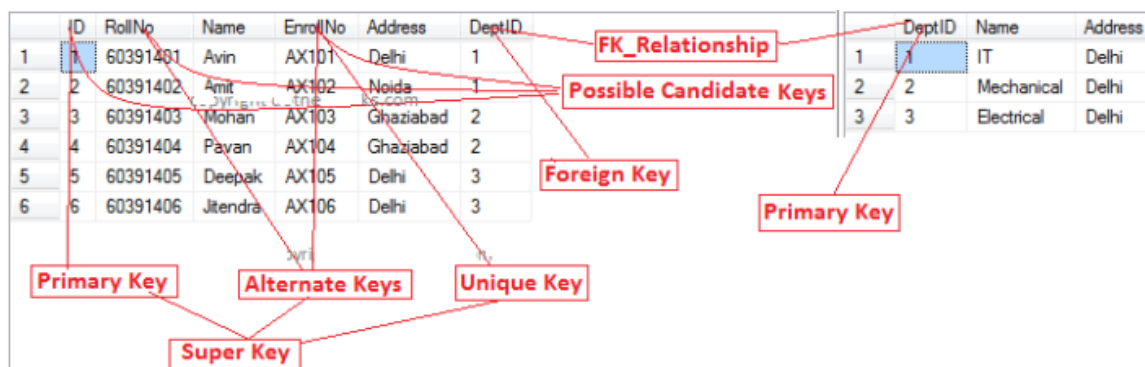 ID RollNo Name EnrollNo Address DeptID
1 1 60391401 Avin AX101 Delhi 1
2 2 60391402 Amit AX102 Noida 1
3 3 60391403 Mohan AX103 Ghaziabad 2
4 4 60391404 Pavan AX104 Ghaziabad 2
5 5 60391405 Deepak AX105 Delhi 3
6 6 60391406 Jitendra AX106 Delhi 3
FK_Relationship
Possible Candidate Keys
Foreign Key
DeptID Name Address
1 1 IT Delhi
2 2 Mechanical Delhi
3 3 Electrical Delhi
Primary Key
Primary Key
Alternate Keys
Unique Key
Super Key